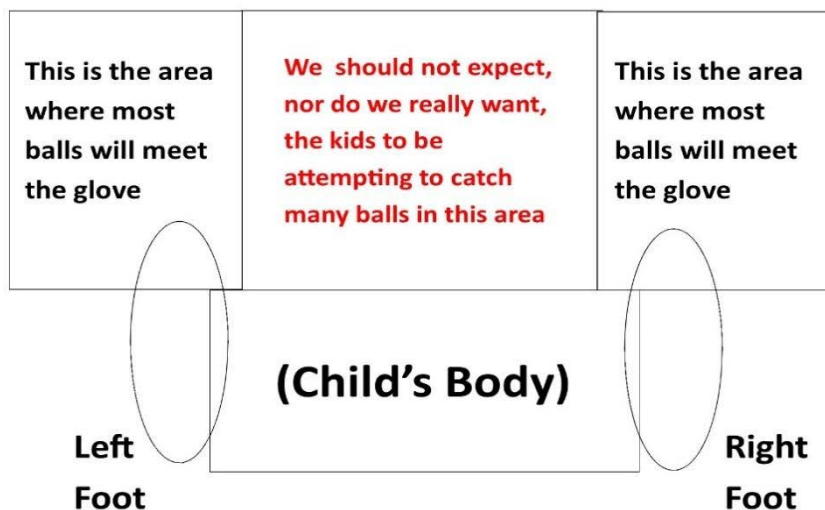 This is the area
where most
balls will meet
the glove
We should not expect,
nor do we really want,
the kids to be
attempting to catch
many balls in this area
This is the area
where most
balls will meet
the glove
(Child’s Body)
Left
Foot
Right
Foot